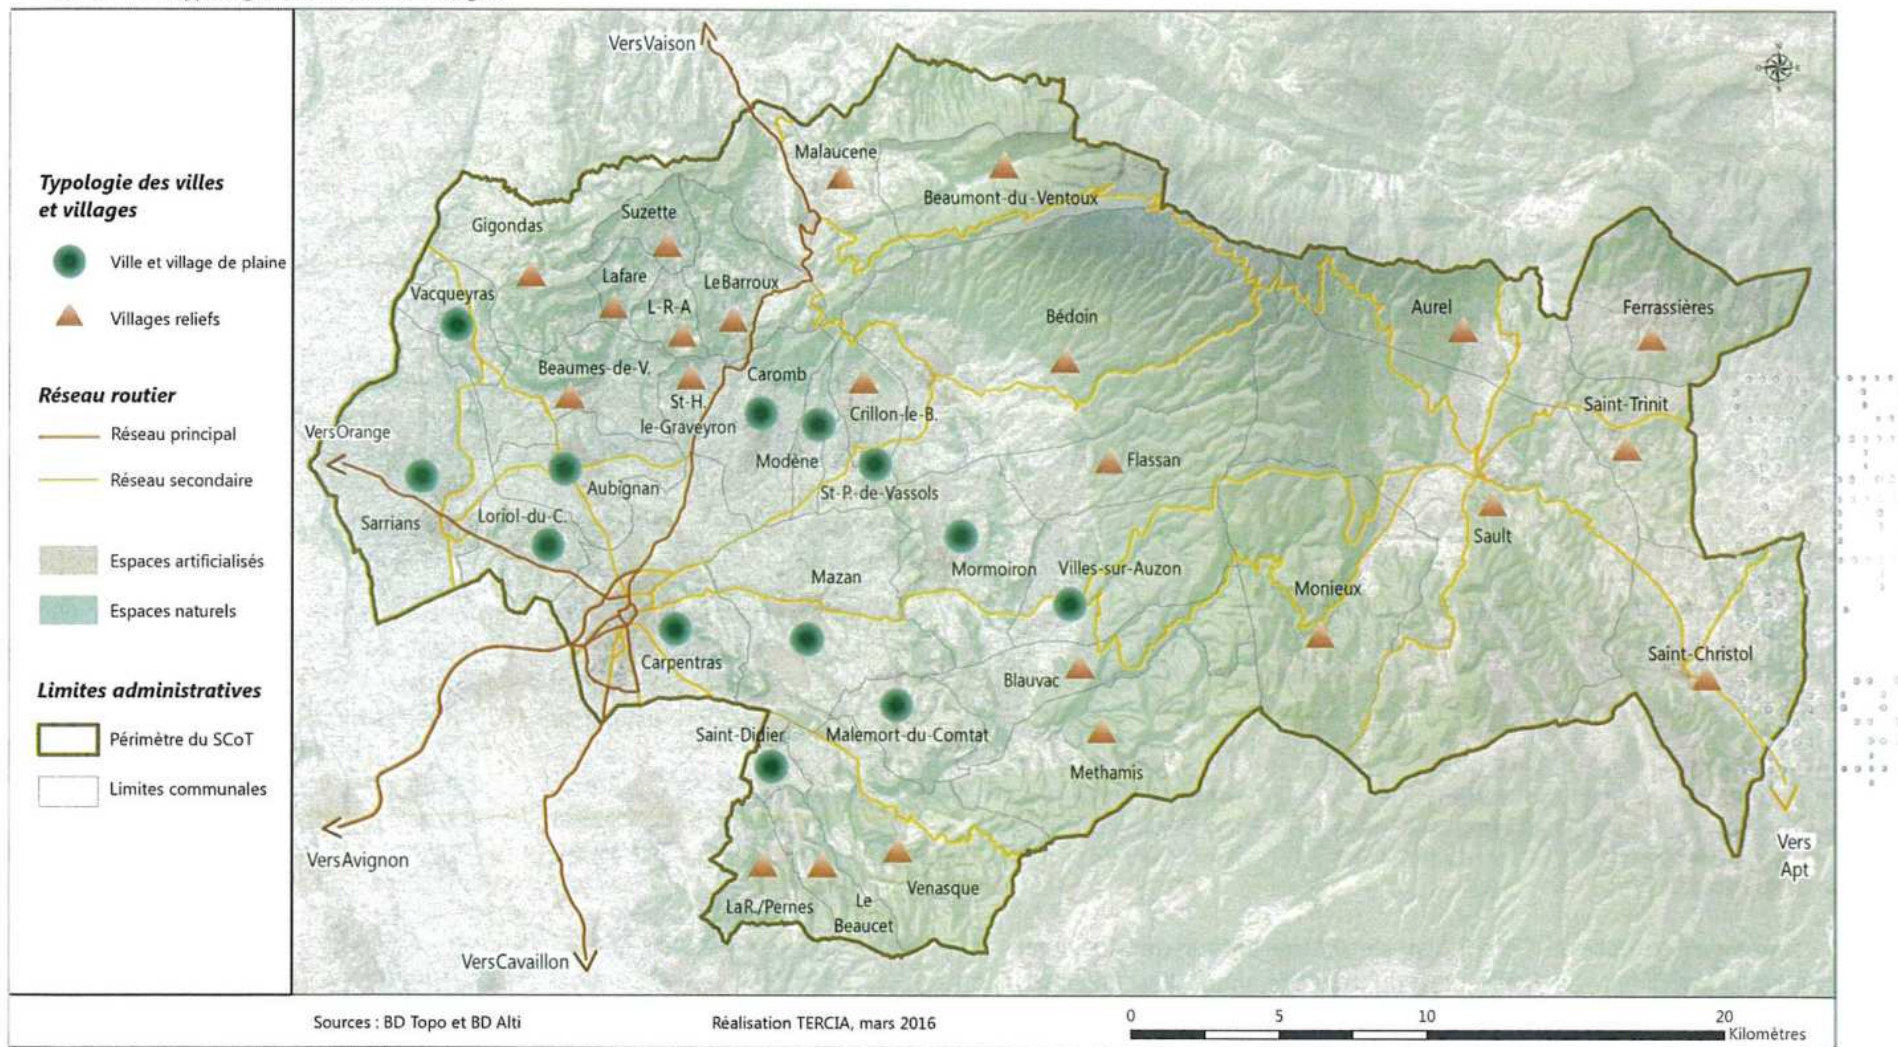 Typologie des villes
et villages
Ville et village de plaine
Villages reliefs
Réseau routier
Réseau principal
Réseau secondaire
Espaces artificialisés
Espaces naturels
Limites administratives
Périmètre du SCoT
Limites communales
Vers Vaison
Malaucene
Beaumont-du-Ventoux
Gigondas
Suzette
Lafare
Le Barroux
Vacqueyras
L-R-A
Bédoin
Aurel
Ferrassières
Beaumes-de-V.
Caromb
St-H.
le-Graveyron
Crillon-le-B.
Saint-Trinit
Vers Orange
Modène
Flassan
Aubignan
St-P.-de-Vassols
Sarrians
Loriol-du-C.
Sault
Mazan
Mormoiron
Villes-sur-Auzon
Monieux
Carpentras
Blauvac
Saint-Christol
Saint-Didier
Malemort-du-Comtat
Methamis
Vers Avignon
Vers
Apt
La R./Pernes
Le
Beaucet
Venasque
Vers Cavaillon
Sources : BD Topo et BD Alti
Réalisation TERCIA, mars 2016
0 5 10 20
Kilomètres